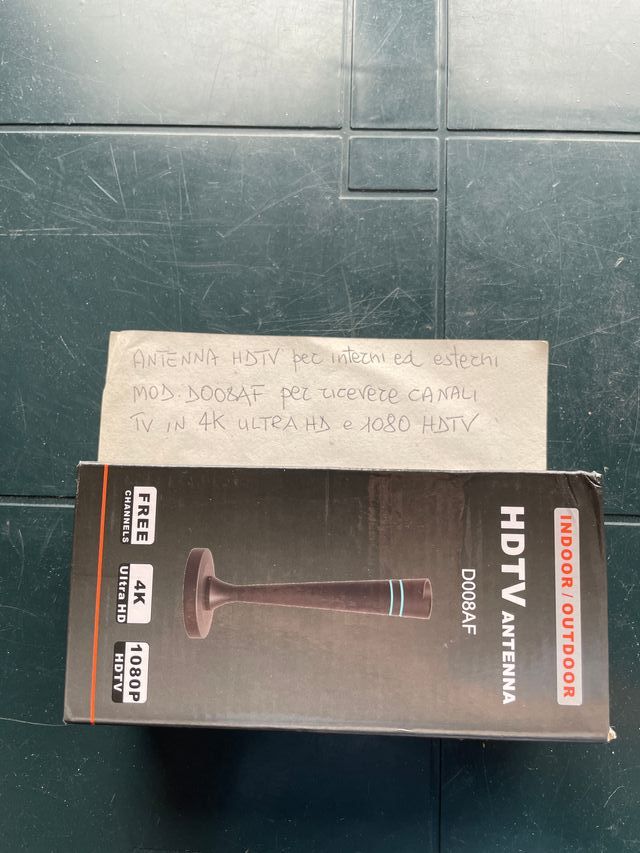 ANTENNA HDTV per interni ed esterni
MOD. D008AF per ricevere CANALI
TV IN 4K ULTRA HD e 1080 HDTV
INDOOR / OUTDOOR
HDTV ANTENNA
D008AF
FREE
CHANNELS
4K
Ultra HD
1080P
HDTV